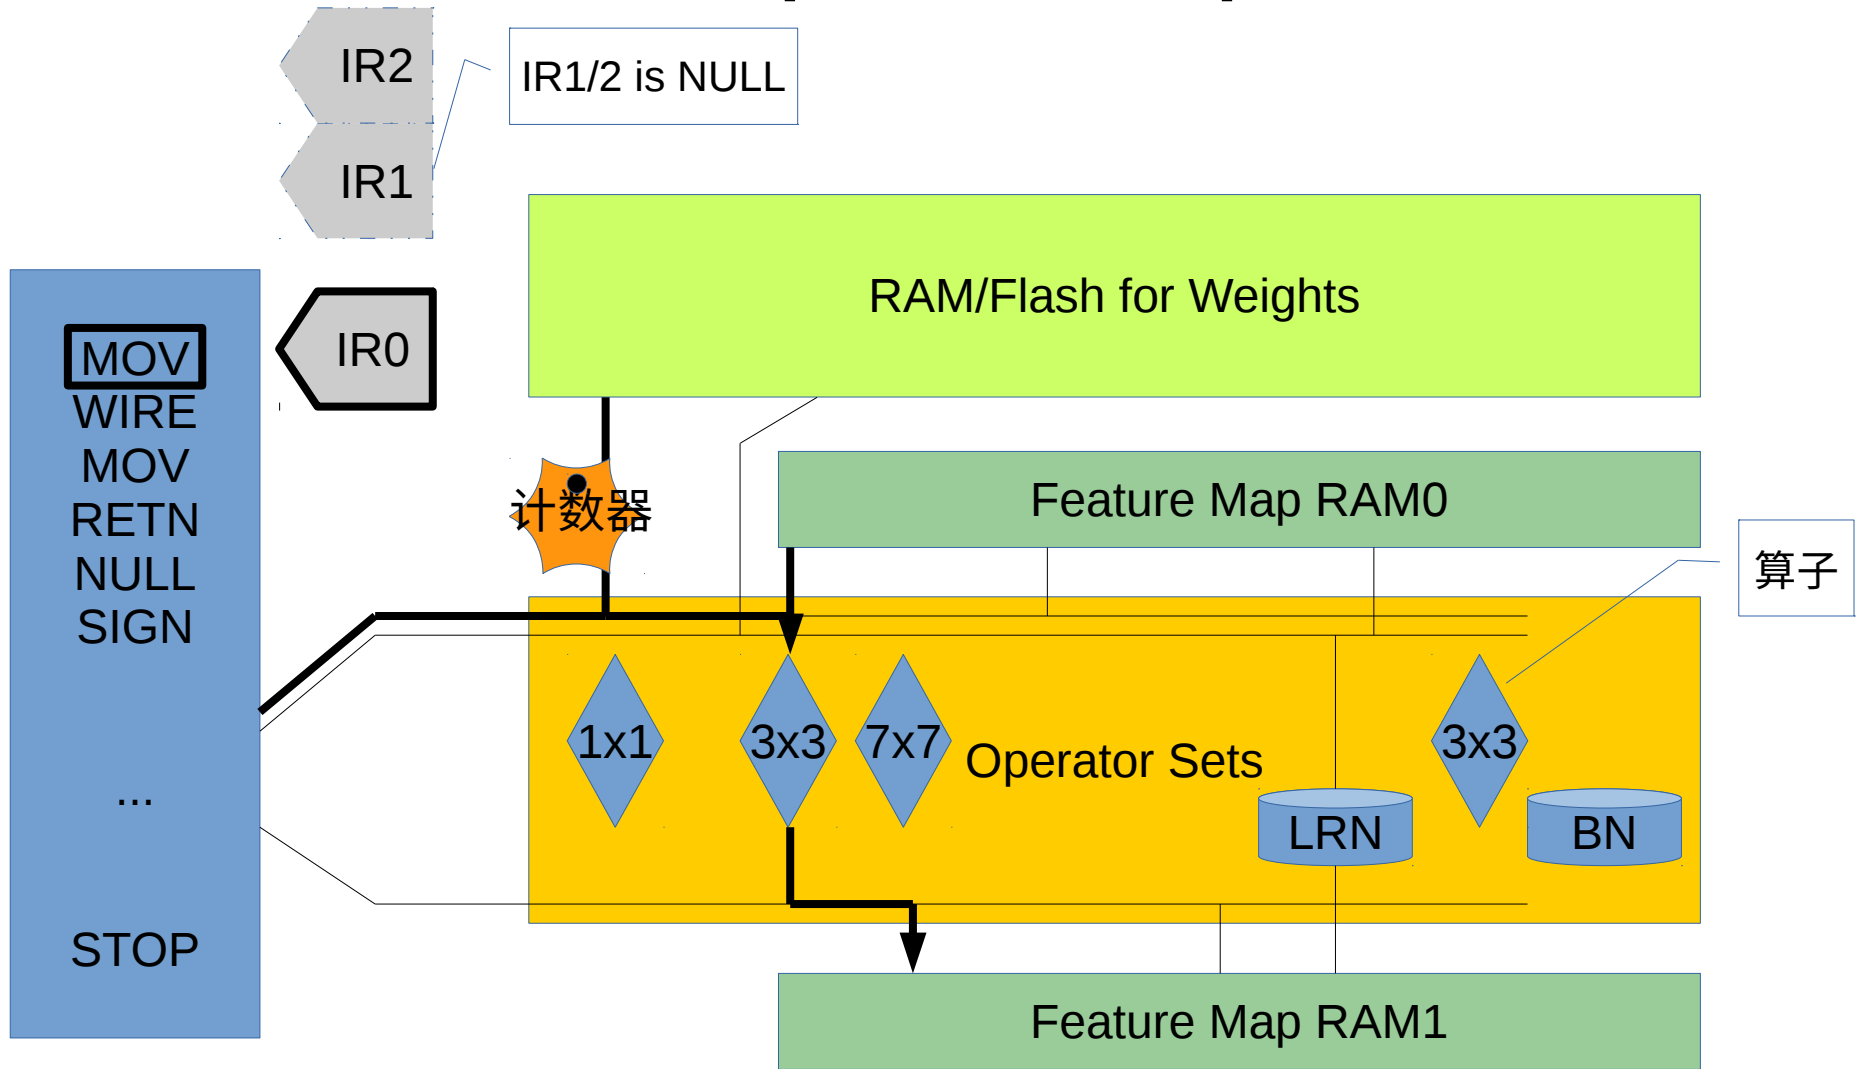 IR2
IR1/2 is NULL
IR1
RAM/Flash for Weights
IR0
MOV
WIRE
MOV
RETN
NULL
SIGN
...
STOP
计数器
Feature Map RAM0
算子
1x1
3x3
7x7
Operator Sets
3x3
LRN
BN
Feature Map RAM1